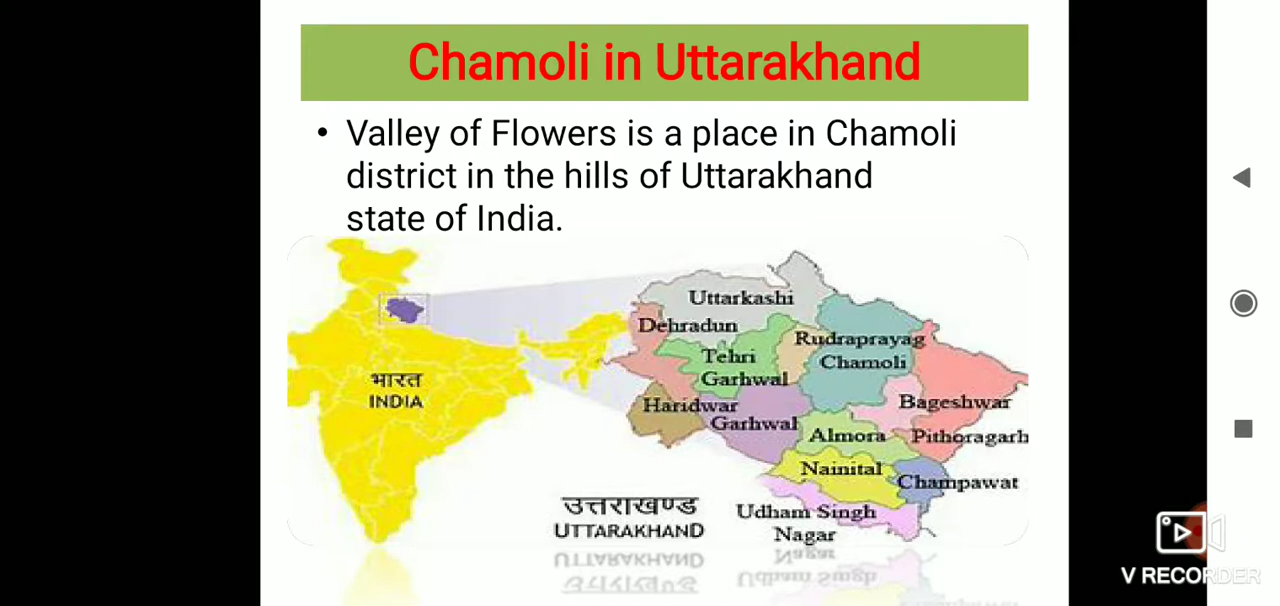 Chamoli in Uttarakhand
• Valley of Flowers is a place in Chamoli
district in the hills of Uttarakhand
state of India.
Uttarkashi
Dehradun
Rudraprayag
Tehri
Chamoli
Garhwal
भारत
INDIA
Haridwar
Bageshwar
Garhwal
Almora
Pithoragarh
Nainital
Champawat
उत्तराखण्ड
UTTARAKHAND
Udham Singh
Nagar
V RECORDER